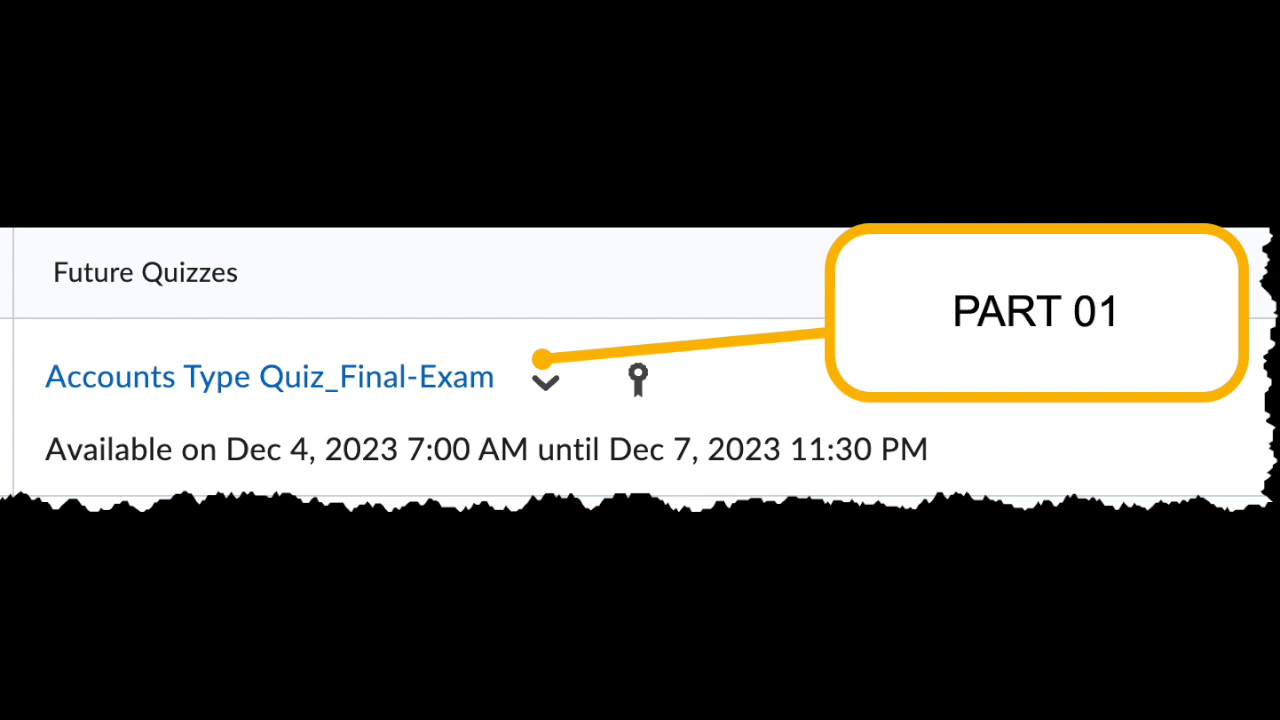 Future Quizzes
PART 01
Accounts Type Quiz_Final-Exam
Available on Dec 4, 2023 7:00 AM until Dec 7, 2023 11:30 PM